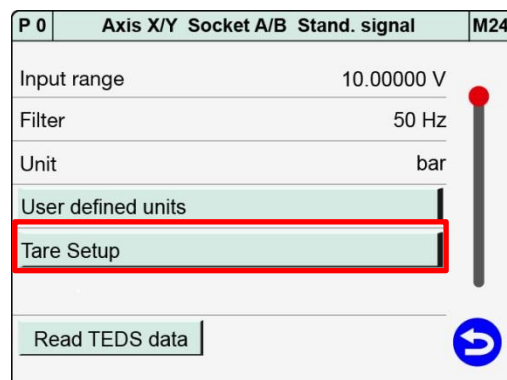 P 0 Axis X/Y Socket A/B Stand. signal M24
Input range 10.00000 V
Filter 50 Hz
Unit bar
User defined units
Tare Setup
Read TEDS data